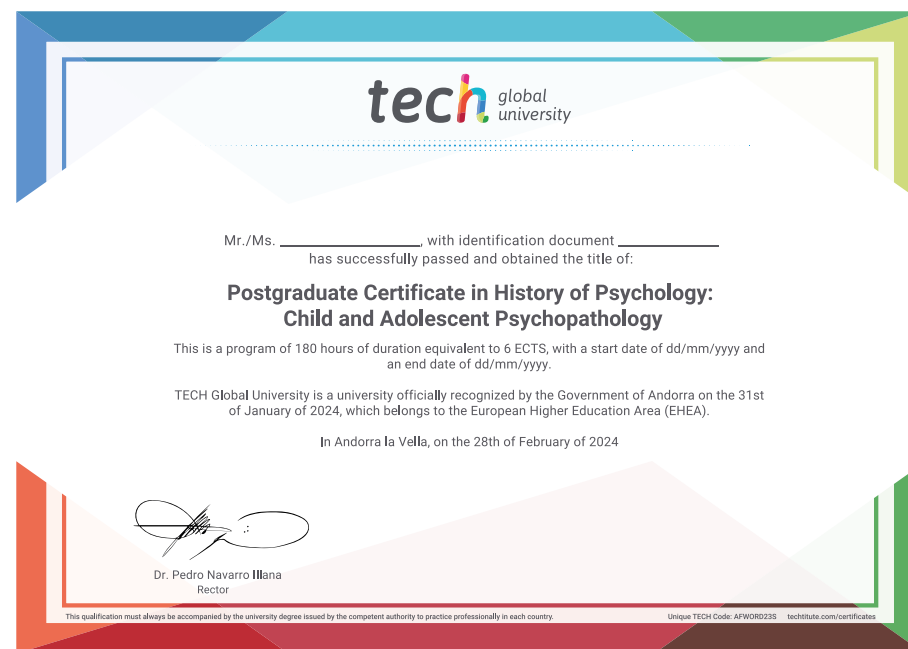 tech global
university
Mr./Ms. ____________________, with identification document ______________
has successfully passed and obtained the title of:
Postgraduate Certificate in History of Psychology:
Child and Adolescent Psychopathology
This is a program of 180 hours of duration equivalent to 6 ECTS, with a start date of dd/mm/yyyy and
an end date of dd/mm/yyyy.
TECH Global University is a university officially recognized by the Government of Andorra on the 31st
of January of 2024, which belongs to the European Higher Education Area (EHEA).
In Andorra la Vella, on the 28th of February of 2024
Dr. Pedro Navarro Illana
Rector
This qualification must always be accompanied by the university degree issued by the competent authority to practice professionally in each country. Unique TECH Code: AFWORD23S techtitute.com/certificates